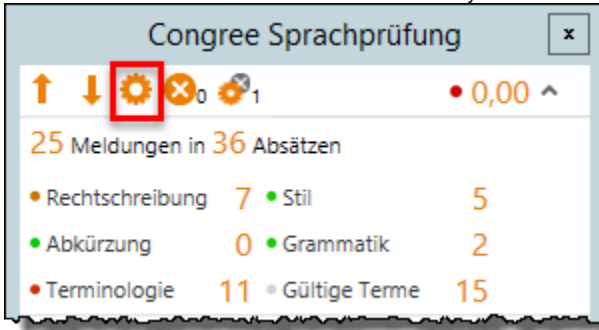 Congree Sprachprüfung x
0 1 0,00
25 Meldungen in 36 Absätzen
Rechtschreibung 7 Stil 5
Abkürzung 0 Grammatik 2
Terminologie 11 Gültige Terme 15